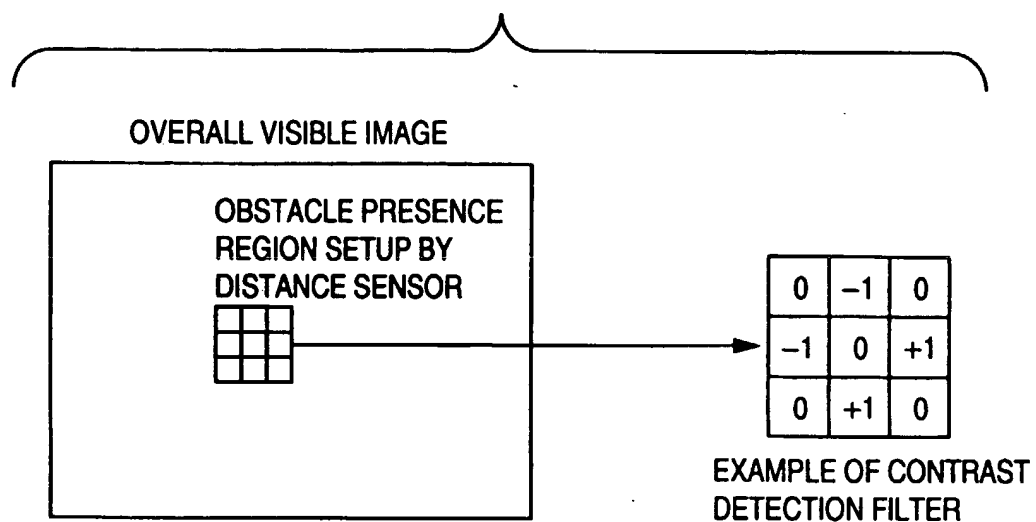 OVERALL VISIBLE IMAGE
OBSTACLE PRESENCE
REGION SETUP BY
DISTANCE SENSOR
0 −1 0
−1 0 +1
0 +1 0
EXAMPLE OF CONTRAST
DETECTION FILTER